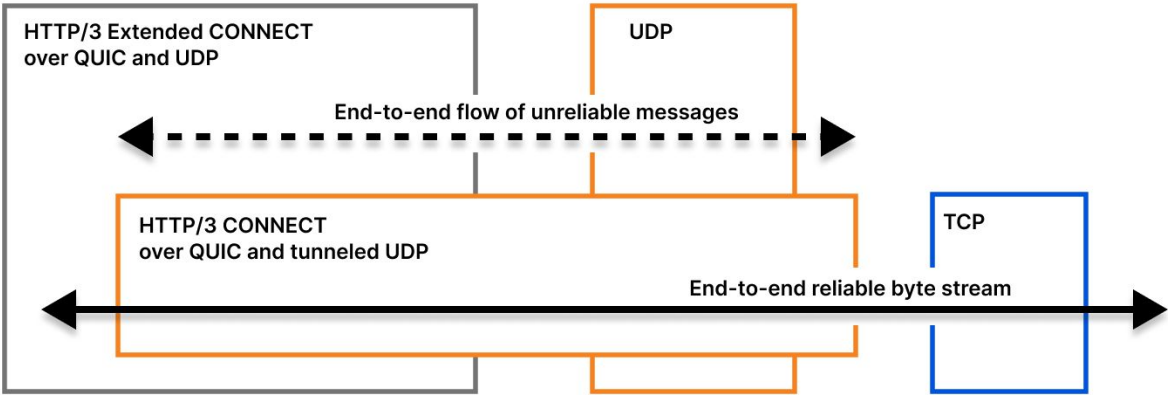 HTTP/3 Extended CONNECT
over QUIC and UDP
UDP
End-to-end flow of unreliable messages
HTTP/3 CONNECT
over QUIC and tunneled UDP
TCP
End-to-end reliable byte stream